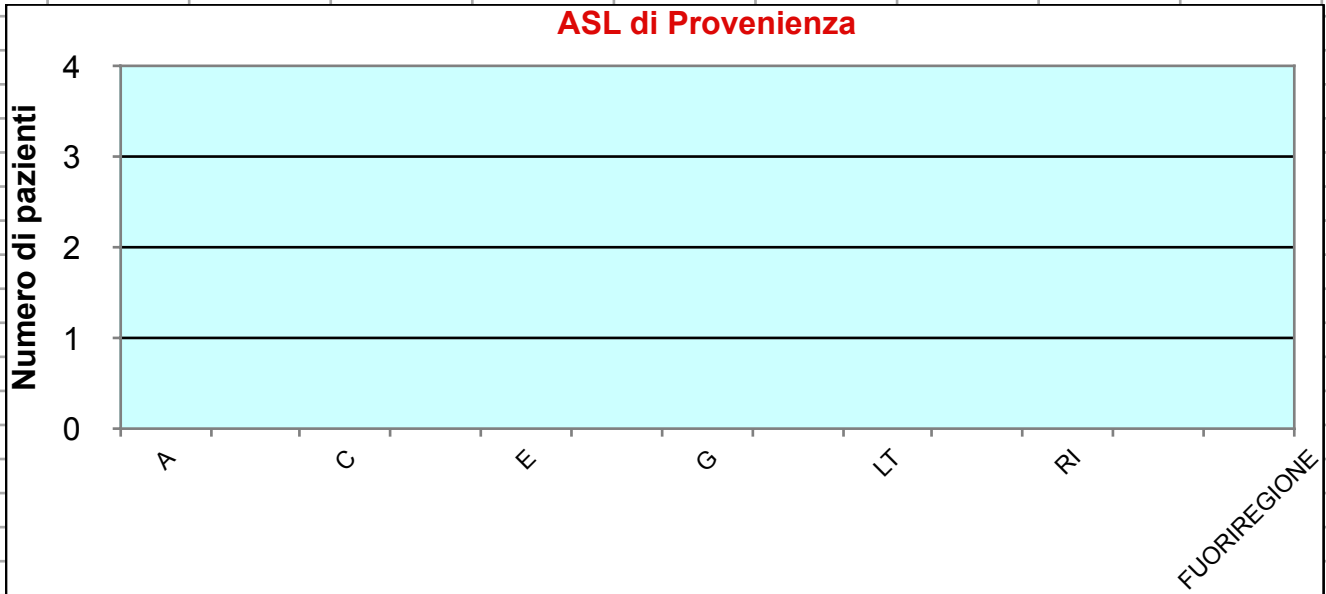 ASL di Provenienza
Numero di pazienti
4
3
2
1
0
A
C
E
G
LT
RI
FUORIREGIONE